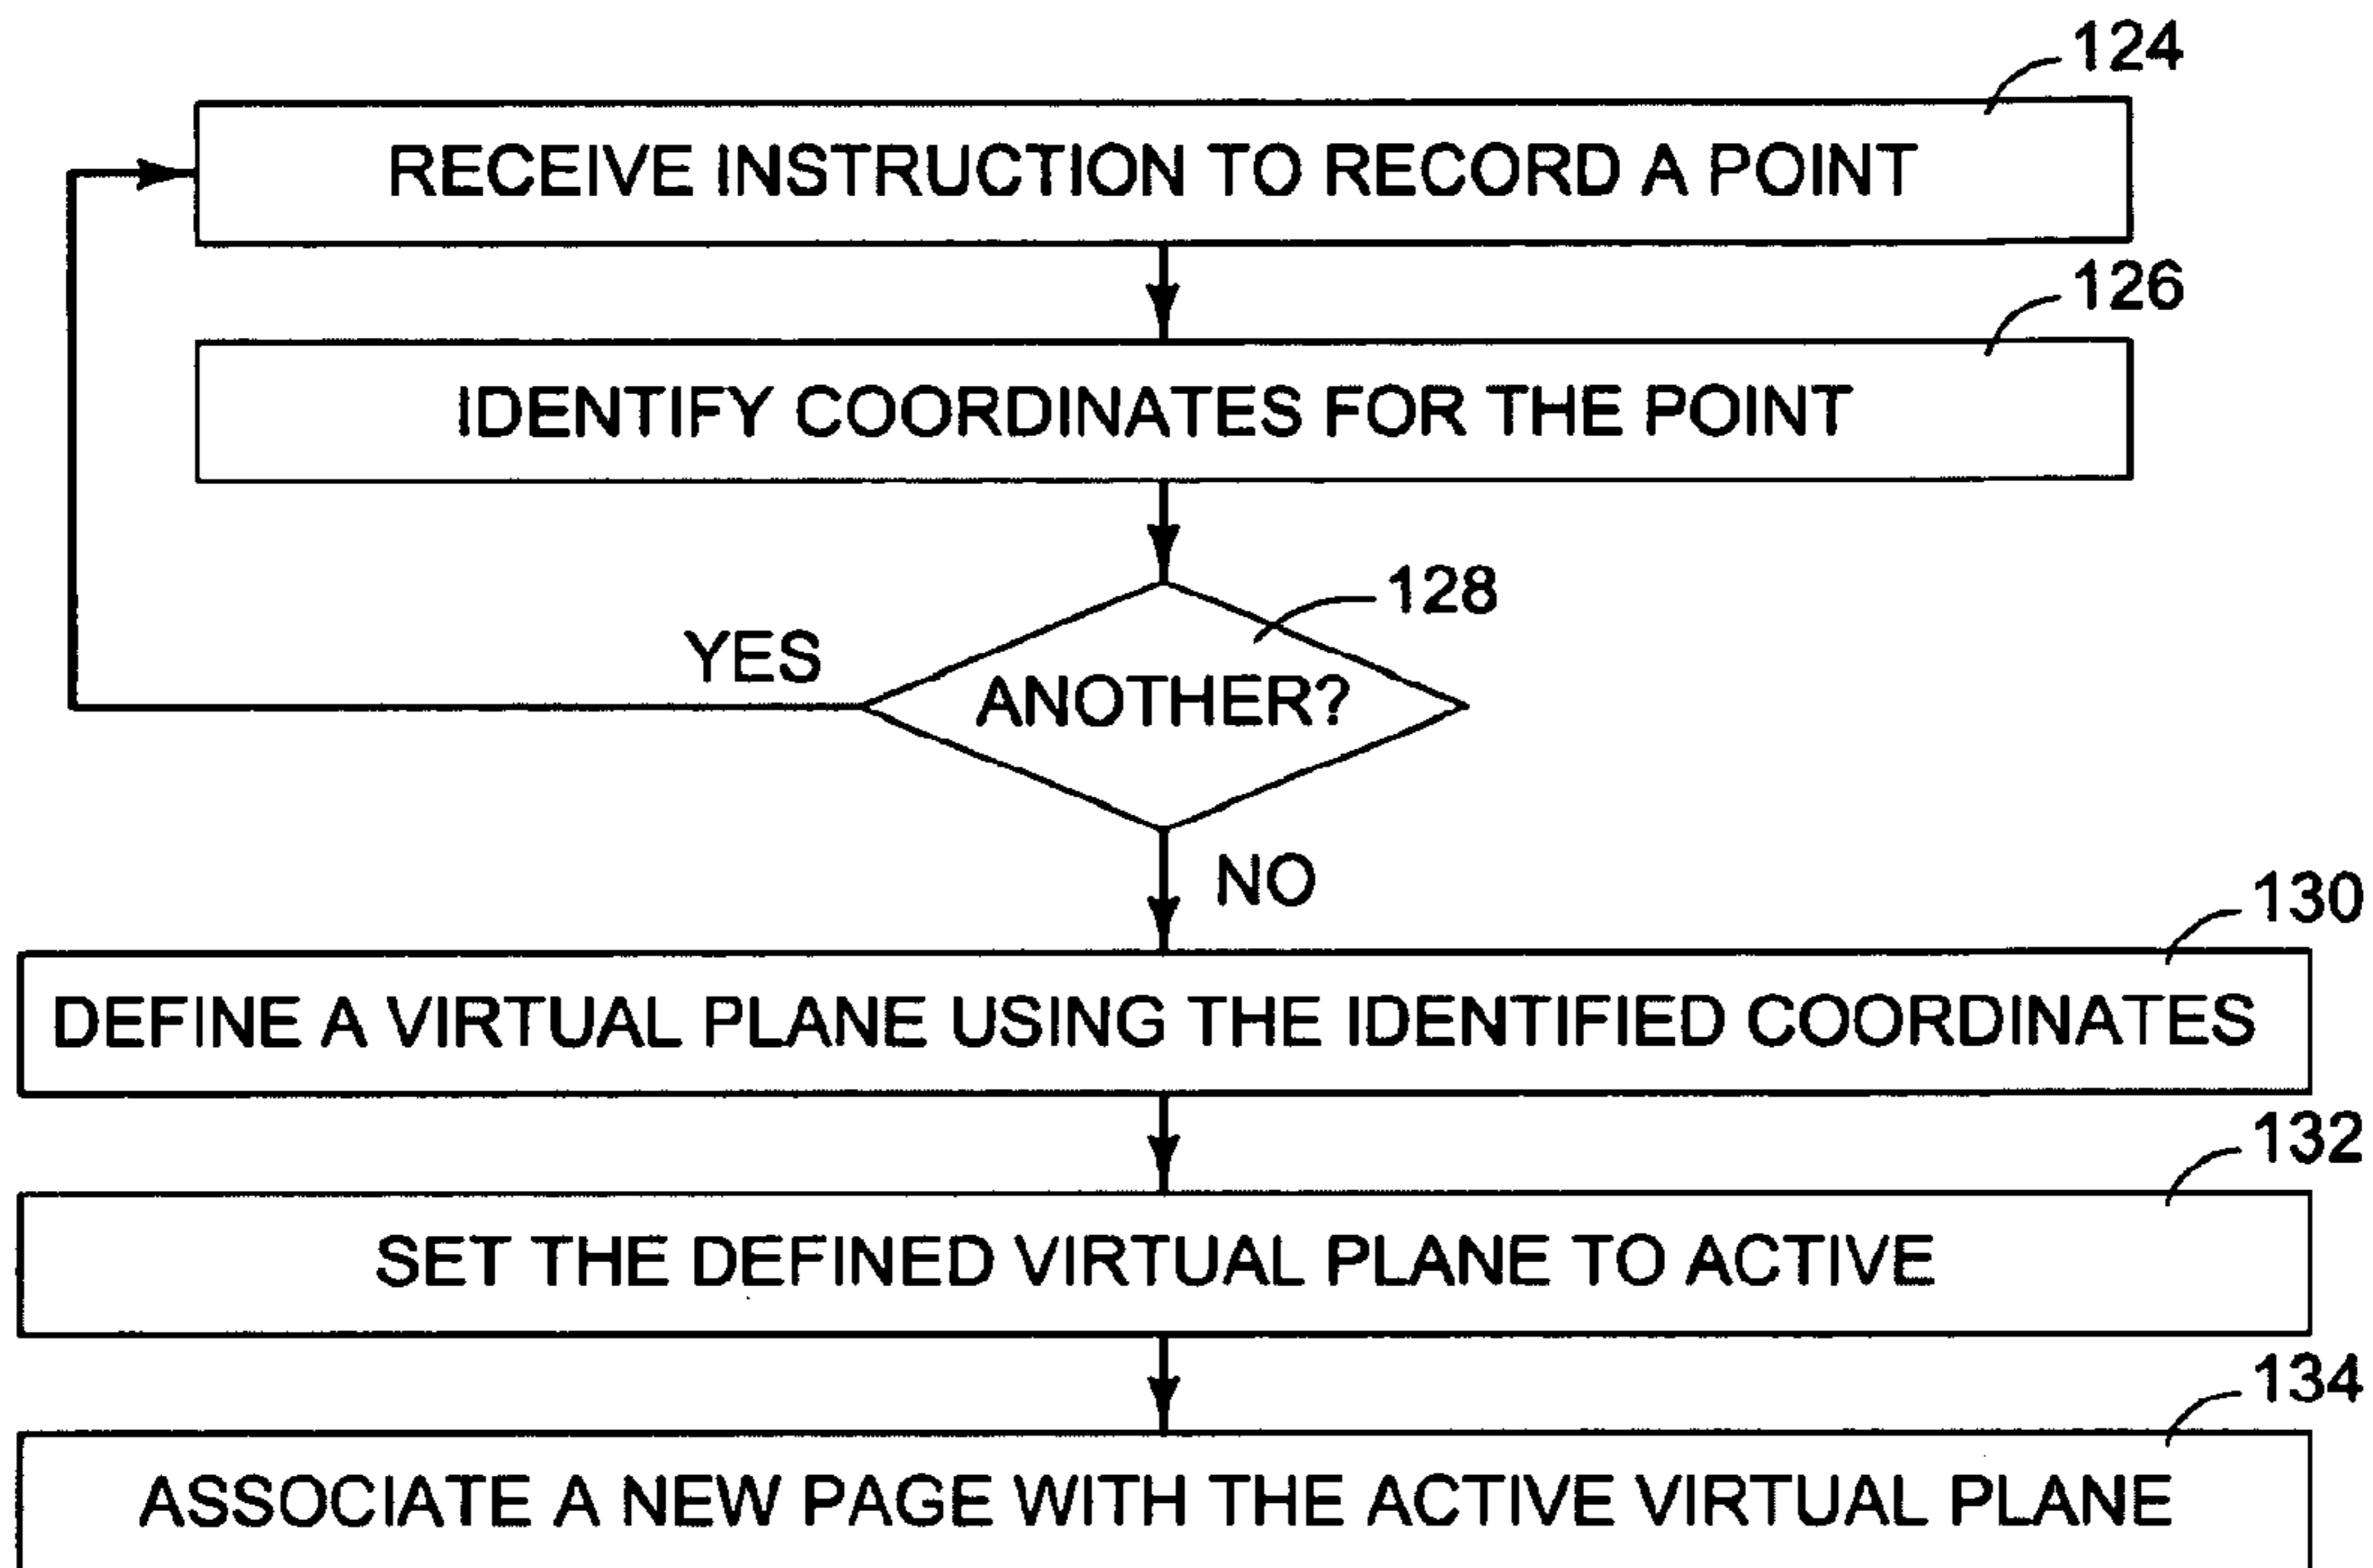 124
RECEIVE INSTRUCTION TO RECORD A POINT
126
IDENTIFY COORDINATES FOR THE POINT
128
YES
ANOTHER?
NO
130
DEFINE A VIRTUAL PLANE USING THE IDENTIFIED COORDINATES
132
SET THE DEFINED VIRTUAL PLANE TO ACTIVE
134
ASSOCIATE A NEW PAGE WITH THE ACTIVE VIRTUAL PLANE